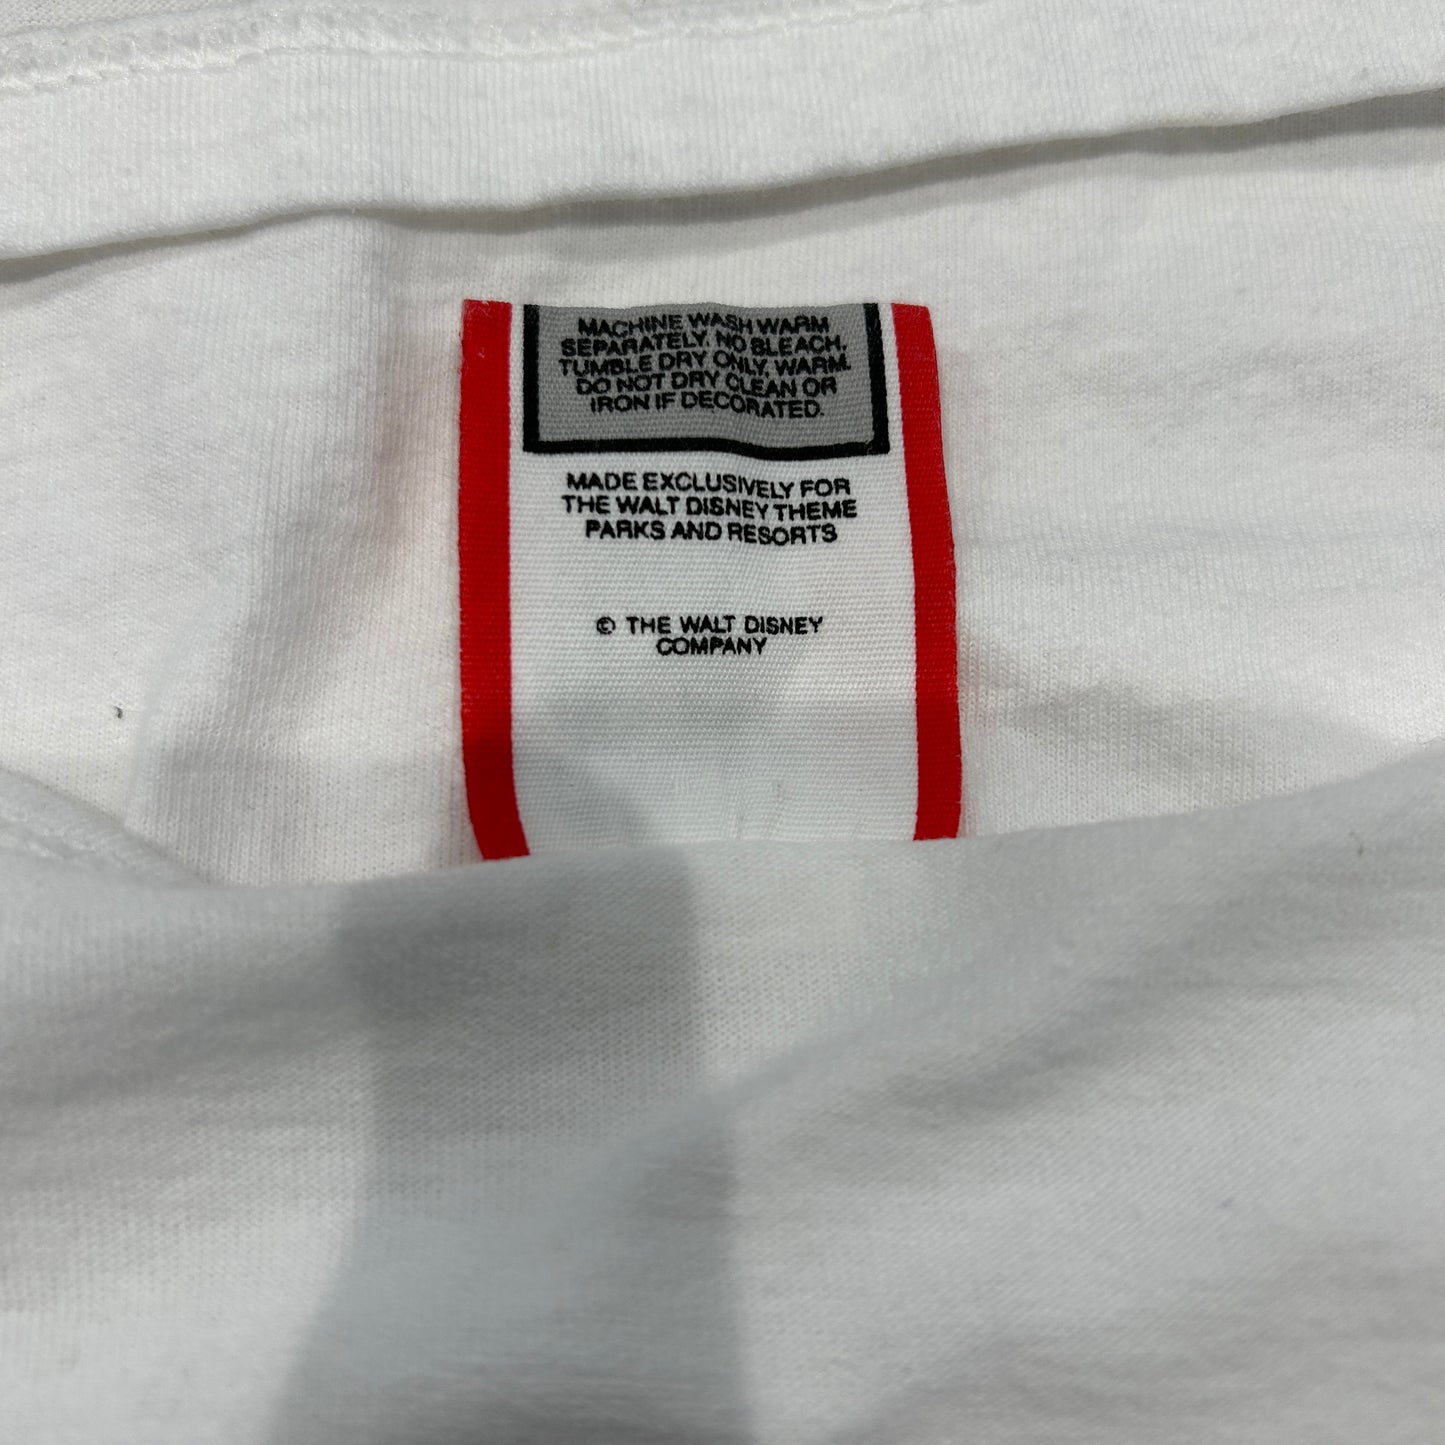 MACHINE WASH WARM
SEPARATELY. NO BLEACH.
TUMBLE DRY ONLY, WARM.
DO NOT DRY CLEAN OR
IRON IF DECORATED.
MADE EXCLUSIVELY FOR
THE WALT DISNEY THEME
PARKS AND RESORTS
© THE WALT DISNEY
COMPANY